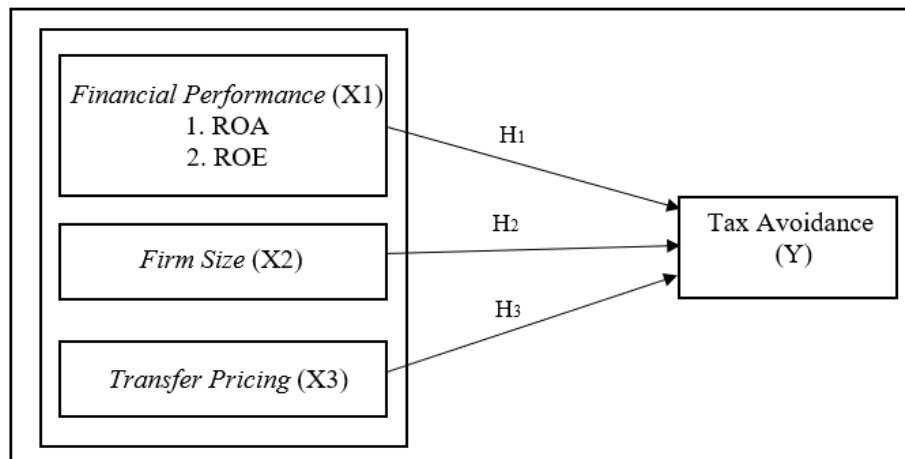 Financial Performance (X1)
1. ROA
2. ROE
H1
Firm Size (X2)
H2
Tax Avoidance
(Y)
Transfer Pricing (X3)
H3